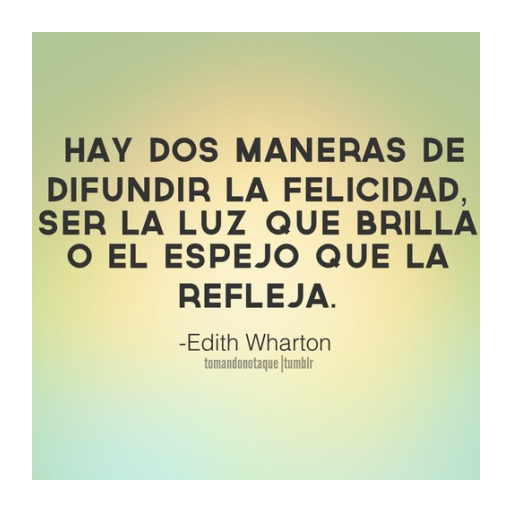 HAY DOS MANERAS DE
DIFUNDIR LA FELICIDAD,
SER LA LUZ QUE BRILLA
O EL ESPEJO QUE LA
REFLEJA.
-Edith Wharton
tomandonotaque |tumblr